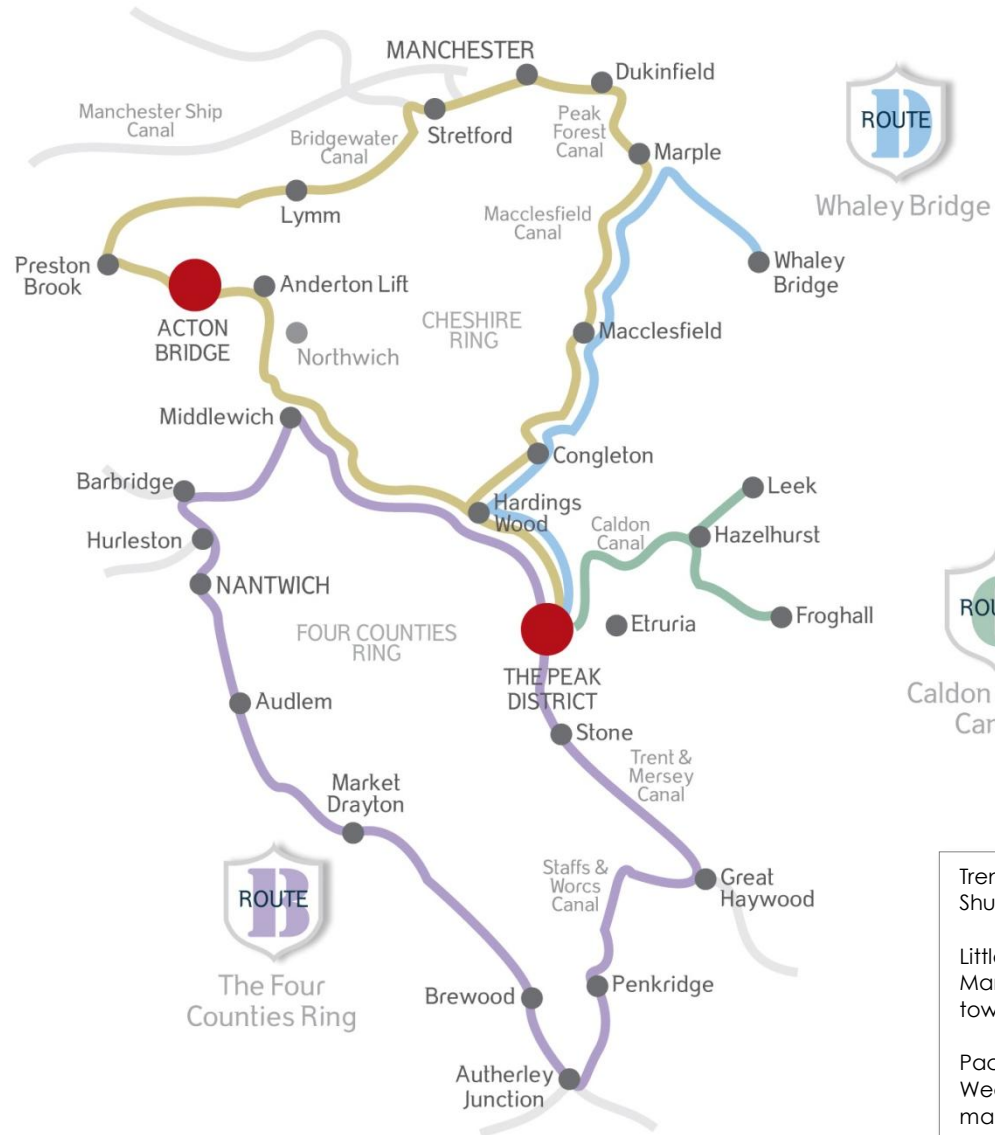 MANCHESTER
Dukinfield
Manchester Ship
Canal
Bridgewater
Canal
Stretford
Peak
Forest
Canal
Marple
ROUTE
D
Whaley Bridge
Lymm
Macclesfield
Canal
Preston
Brook
Anderton Lift
Whaley
Bridge
ACTON
BRIDGE
CHESHIRE
RING
Northwich
Macclesfield
Middlewich
Congleton
Barbridge
Hardings
Wood
Leek
Caldon
Canal
Hazelhurst
Hurleston
NANTWICH
FOUR COUNTIES
RING
Etruria
Froghall
THE PEAK
DISTRICT
Caldon
Audlem
Stone
Trent &
Mersey
Canal
Market
Drayton
ROUTE
B
The Four
Counties Ring
Staffs &
Worcs
Canal
Great
Haywood
Brewood
Penkridge
Autherley
Junction